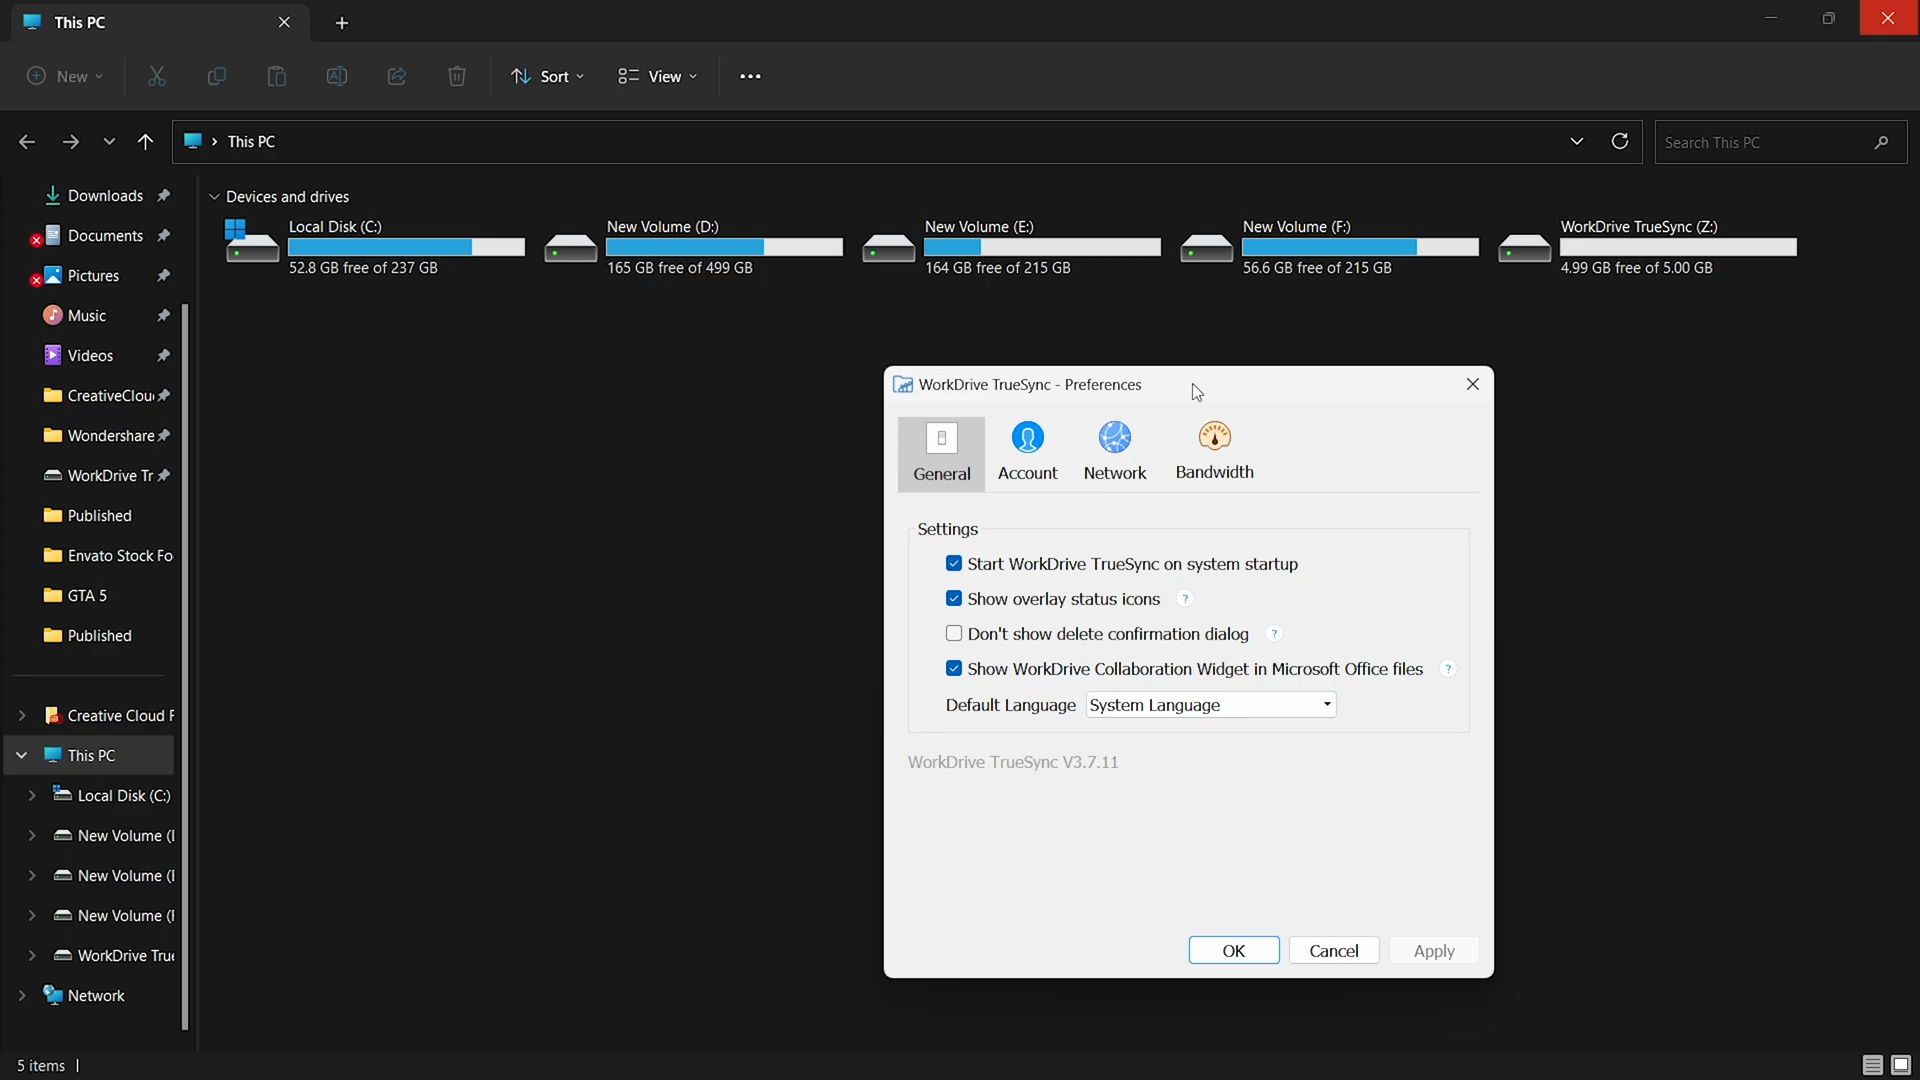 This PC
New
Sort
View
This PC
Search This PC
Downloads
Documents
Pictures
Music
Videos
CreativeClou
Wondershare
WorkDrive Tr
Published
Envato Stock Fo
GTA 5
Published
Creative Cloud F
This PC
Local Disk (C:)
New Volume (D
New Volume (E
New Volume (F
WorkDrive True
Network
Devices and drives
Local Disk (C:)
52.8 GB free of 237 GB
New Volume (D:)
165 GB free of 499 GB
New Volume (E:)
164 GB free of 215 GB
New Volume (F:)
56.6 GB free of 215 GB
WorkDrive TrueSync (Z:)
4.99 GB free of 5.00 GB
WorkDrive TrueSync - Preferences
General
Account
Network
Bandwidth
Settings
Start WorkDrive TrueSync on system startup
Show overlay status icons ?
Don't show delete confirmation dialog ?
Show WorkDrive Collaboration Widget in Microsoft Office files ?
Default Language System Language
WorkDrive TrueSync V3.7.11
OK
Cancel
Apply
5 items